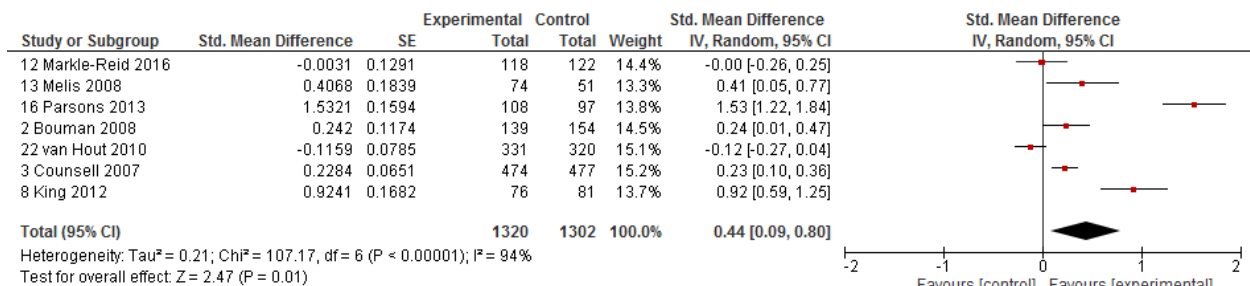 Experimental Control Std. Mean Difference Std. Mean Difference
Study or Subgroup Std. Mean Difference SE Total Total Weight IV, Random, 95% CI IV, Random, 95% CI
12 Markle-Reid 2016 -0.0031 0.1291 118 122 14.4% -0.00 [-0.26, 0.25]
13 Melis 2008 0.4068 0.1839 74 51 13.3% 0.41 [0.05, 0.77]
16 Parsons 2013 1.5321 0.1594 108 97 13.8% 1.53 [1.22, 1.84]
2 Bouman 2008 0.242 0.1174 139 154 14.5% 0.24 [0.01, 0.47]
22 van Hout 2010 -0.1159 0.0785 331 320 15.1% -0.12 [-0.27, 0.04]
3 Counsell 2007 0.2284 0.0651 474 477 15.2% 0.23 [0.10, 0.36]
8 King 2012 0.9241 0.1682 76 81 13.7% 0.92 [0.59, 1.25]
Total (95% CI) 1320 1302 100.0% 0.44 [0.09, 0.80]
Heterogeneity: Tau² = 0.21; Chi² = 107.17, df = 6 (P < 0.00001); I² = 94%
Test for overall effect: Z = 2.47 (P = 0.01)
-2 -1 0 1 2
Favours [control] Favours [experimental]